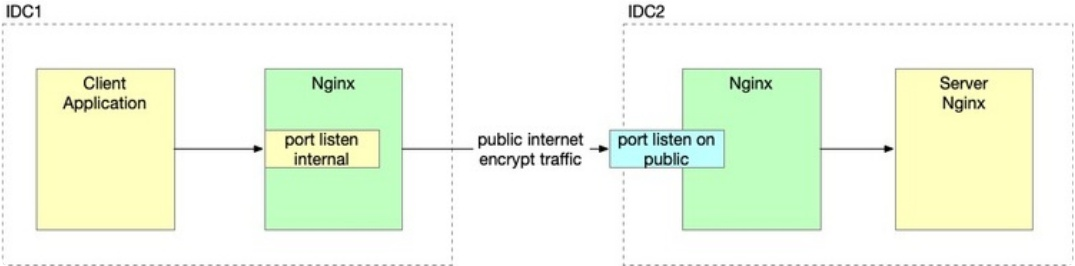 IDC1
IDC2
Client
Application
Nginx
port listen
internal
public internet
encrypt traffic
Nginx
port listen on
public
Server
Nginx